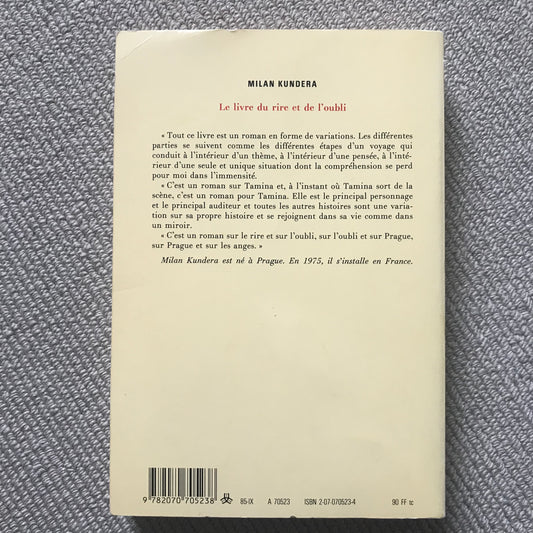 MILAN KUNDERA
Le livre du rire et de l'oubli
« Tout ce livre est un roman en forme de variations. Les différentes
parties se suivent comme les différentes étapes d'un voyage qui
conduit à l'intérieur d'un thème, à l'intérieur d'une pensée, à l'inté-
rieur d'une seule et unique situation dont la compréhension se perd
pour moi dans l'immensité.
« C'est un roman sur Tamina et, à l'instant où Tamina sort de la
scène, c'est un roman pour Tamina. Elle est le principal personnage
et le principal auditeur et toutes les autres histoires sont une varia-
tion sur sa propre histoire et se rejoignent dans sa vie comme dans
un miroir.
« C'est un roman sur le rire et sur l'oubli, sur l'oubli et sur Prague,
sur Prague et sur les anges. »
Milan Kundera est né à Prague. En 1975, il s'installe en France.
9 782070 705238 85-IX A 70523 ISBN 2-07-070523-4 90 FF tc